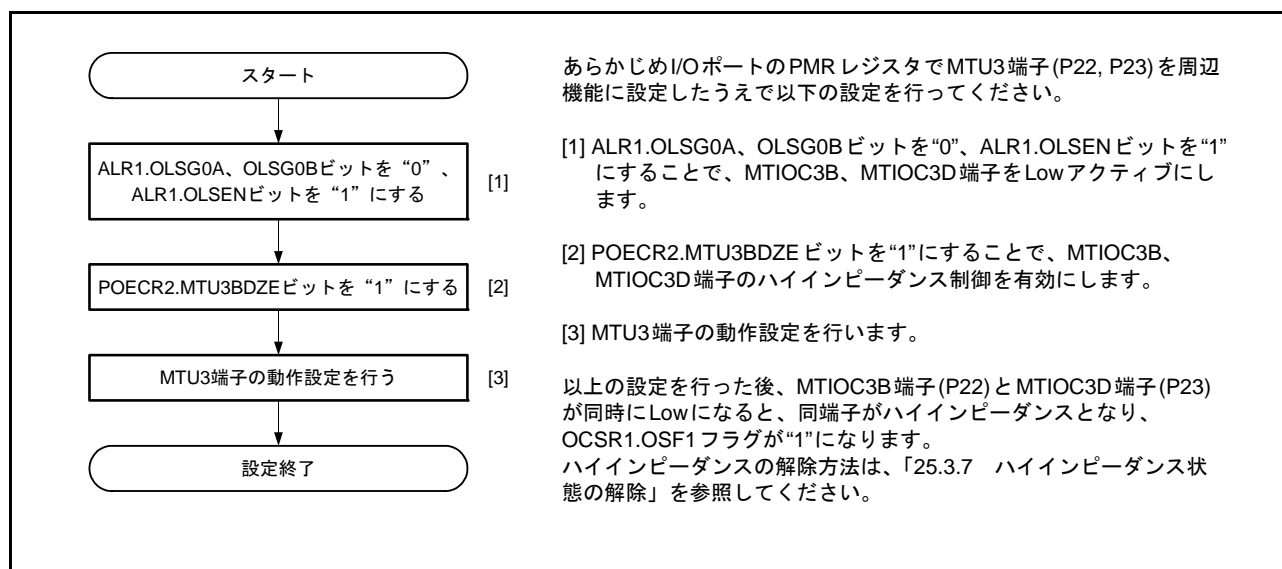 スタート
ALR1.OLSG0A、OLSG0Bビットを“0”、
ALR1.OLSENビットを“1”にする
[1]
POECR2.MTU3BDZEビットを“1”にする
[2]
MTU3端子の動作設定を行う
[3]
設定終了
あらかじめI/OポートのPMRレジスタでMTU3端子(P22, P23)を周辺
機能に設定したうえで以下の設定を行ってください。
[1] ALR1.OLSG0A、OLSG0Bビットを“0”、ALR1.OLSENビットを“1”
にすることで、MTIOC3B、MTIOC3D端子をLowアクティブにし
ます。
[2] POECR2.MTU3BDZEビットを“1”にすることで、MTIOC3B、
MTIOC3D端子のハイインピーダンス制御を有効にします。
[3] MTU3端子の動作設定を行います。
以上の設定を行った後、MTIOC3B端子(P22)とMTIOC3D端子(P23)
が同時にLowになると、同端子がハイインピーダンスとなり、
OCSR1.OSF1フラグが“1”になります。
ハイインピーダンスの解除方法は、「25.3.7　ハイインピーダンス状
態の解除」を参照してください。